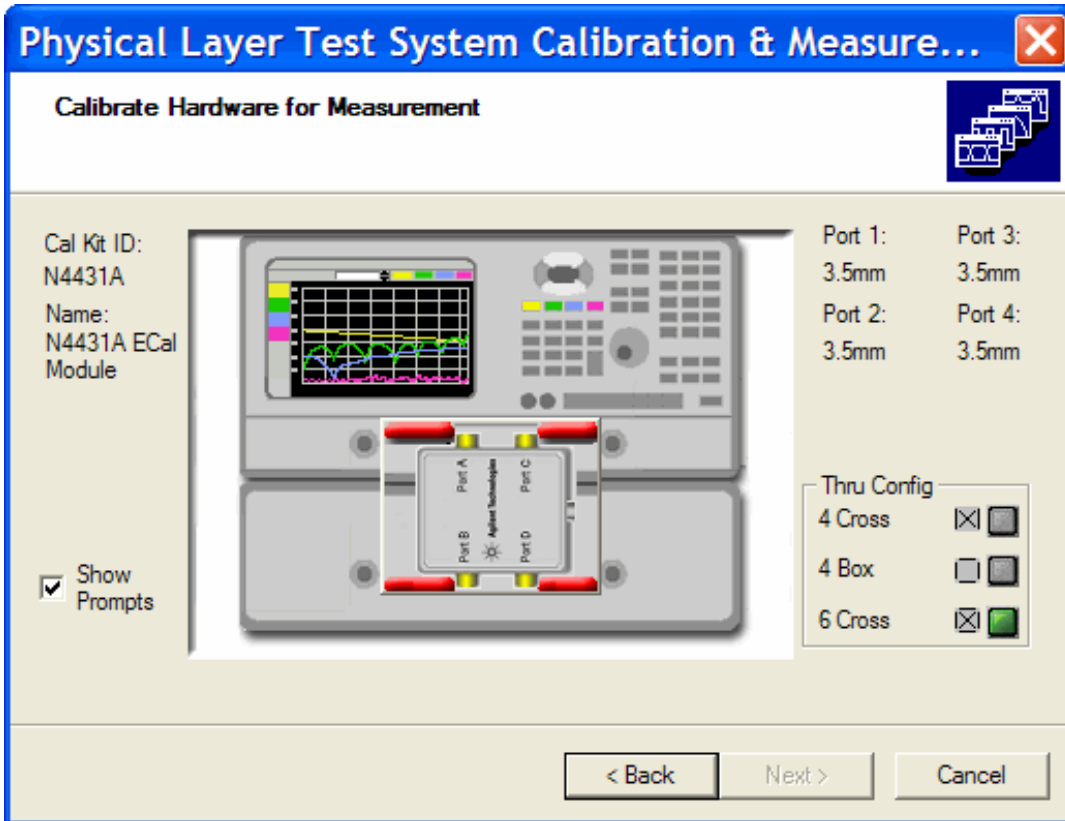 Physical Layer Test System Calibration & Measure...
Calibrate Hardware for Measurement
Cal Kit ID:
N4431A
Name:
N4431A ECal
Module
Show
Prompts
Port A
Port C
Agilent Technologies
Port B
Port D
Port 1:
Port 3:
3.5mm
3.5mm
Port 2:
Port 4:
3.5mm
3.5mm
Thru Config
4 Cross
4 Box
6 Cross
< Back
Next >
Cancel